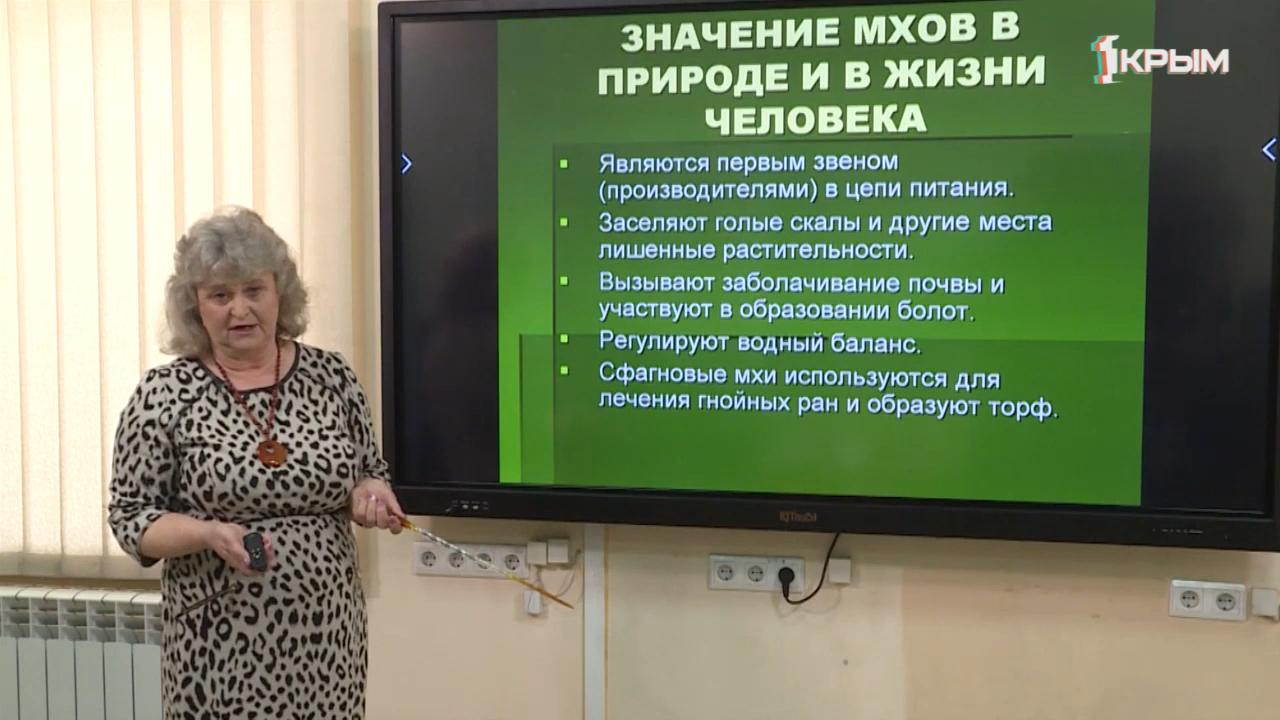 ЗНАЧЕНИЕ МХОВ В
ПРИРОДЕ И В ЖИЗНИ
ЧЕЛОВЕКА
1КРЫМ
Являются первым звеном
(производителями) в цепи питания.
Заселяют голые скалы и другие места
лишенные растительности.
Вызывают заболачивание почвы и
участвуют в образовании болот.
Регулируют водный баланс.
Сфагновые мхи используются для
лечения гнойных ран и образуют торф.